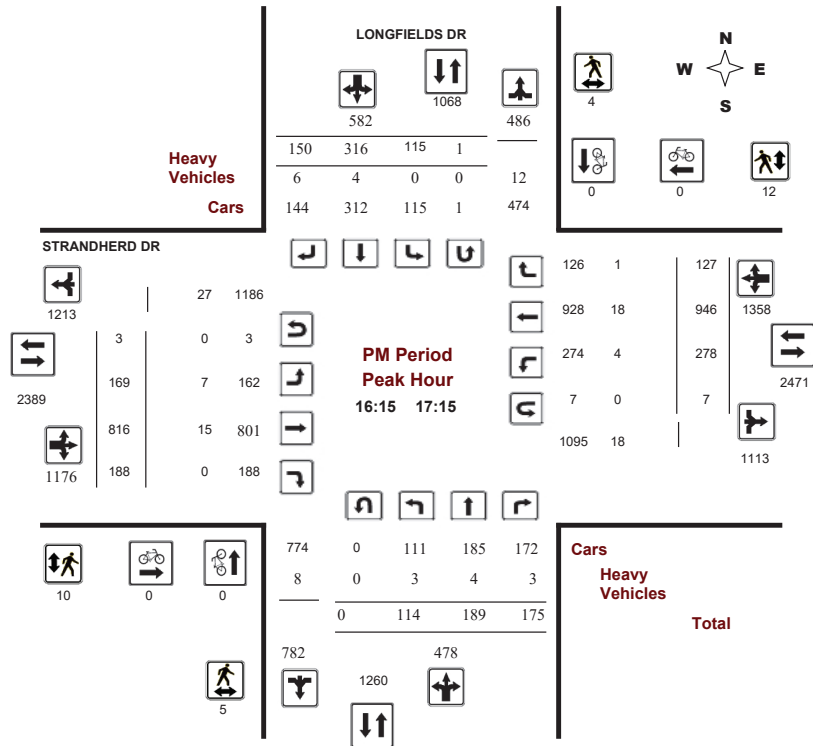 LONGFIELDS DR
N
W E
S
1068
4
582
486
150 316 115 1
Heavy
Vehicles
6 4 0 0 12
0 0 12
Cars
144 312 115 1 474
STRANDHERD DR
126 1 127
27 1186
1213
1358
928 18 946
3 0 3
PM Period
Peak Hour
16:15 17:15
274 4 278
2471
169 7 162
2389
7 0 7
816 15 801
1095 18
1113
1176
188 0 188
774 0 111 185 172
Cars
8 0 3 4 3
Heavy
Vehicles
10 0 0
0 114 189 175
Total
782 478
1260
5